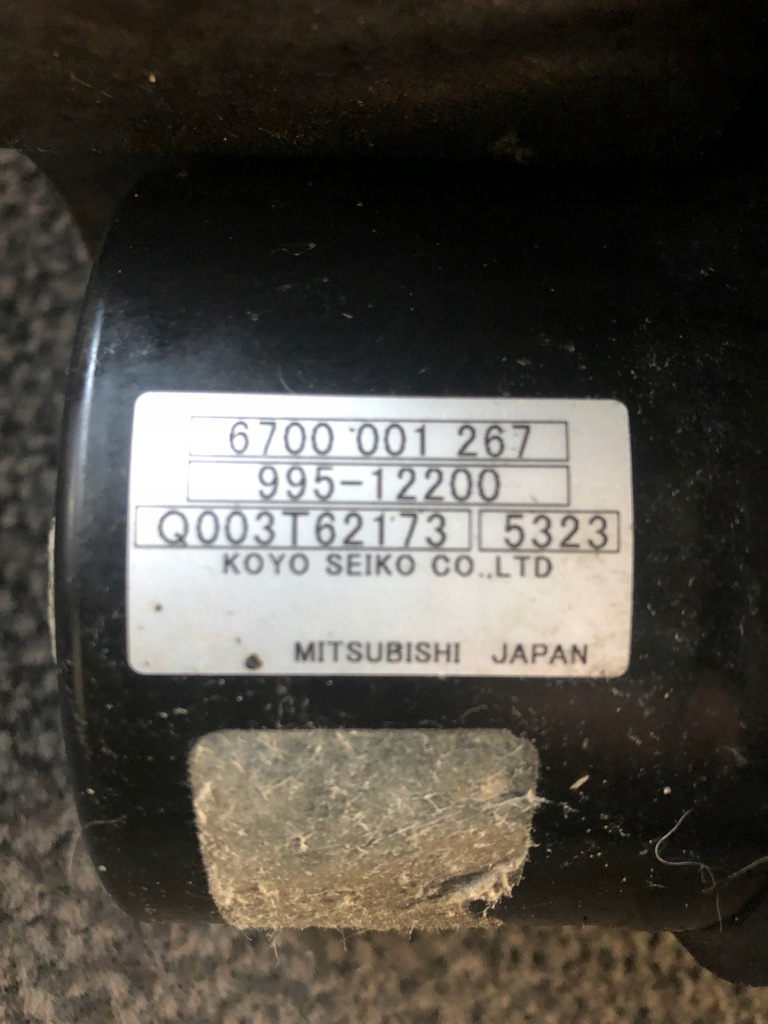 6700 001 267
995-12200
Q003T62173 5323
KOYO SEIKO CO.,LTD
MITSUBISHI JAPAN